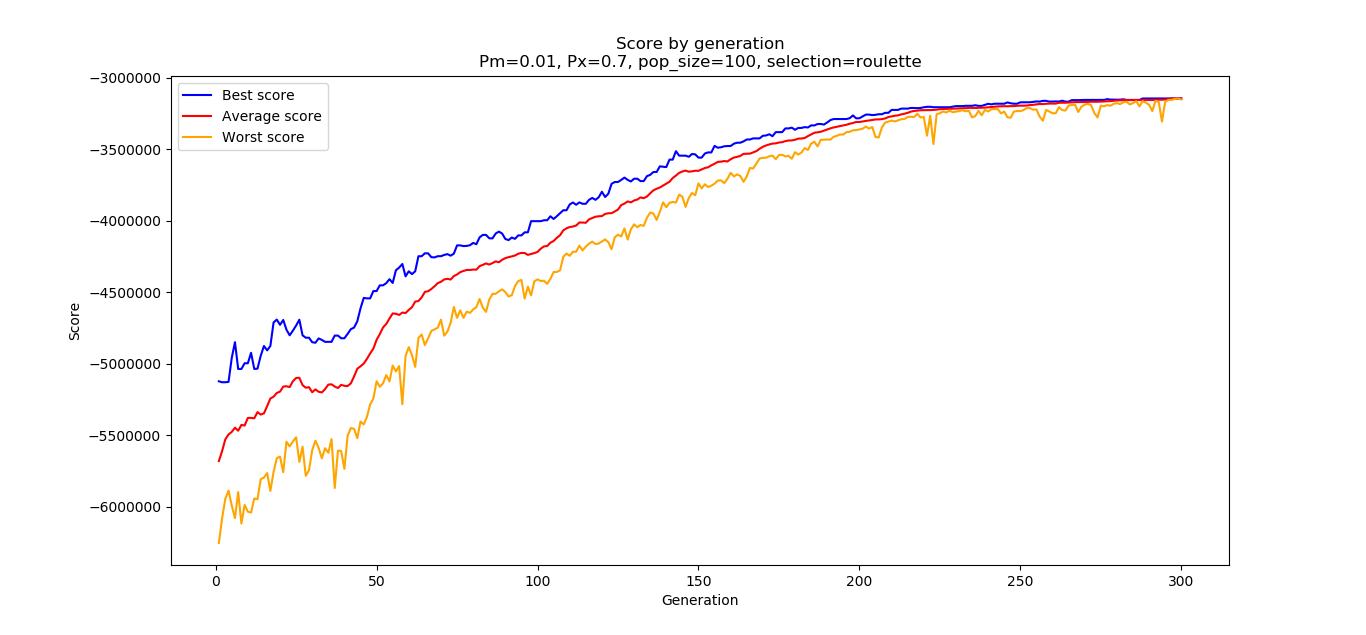 Score by generation
Pm=0.01, Px=0.7, pop_size=100, selection=roulette
Best score
Average score
Worst score
−3000000
−3500000
−4000000
−4500000
−5000000
−5500000
−6000000
Score
0 50 100 150 200 250 300
Generation